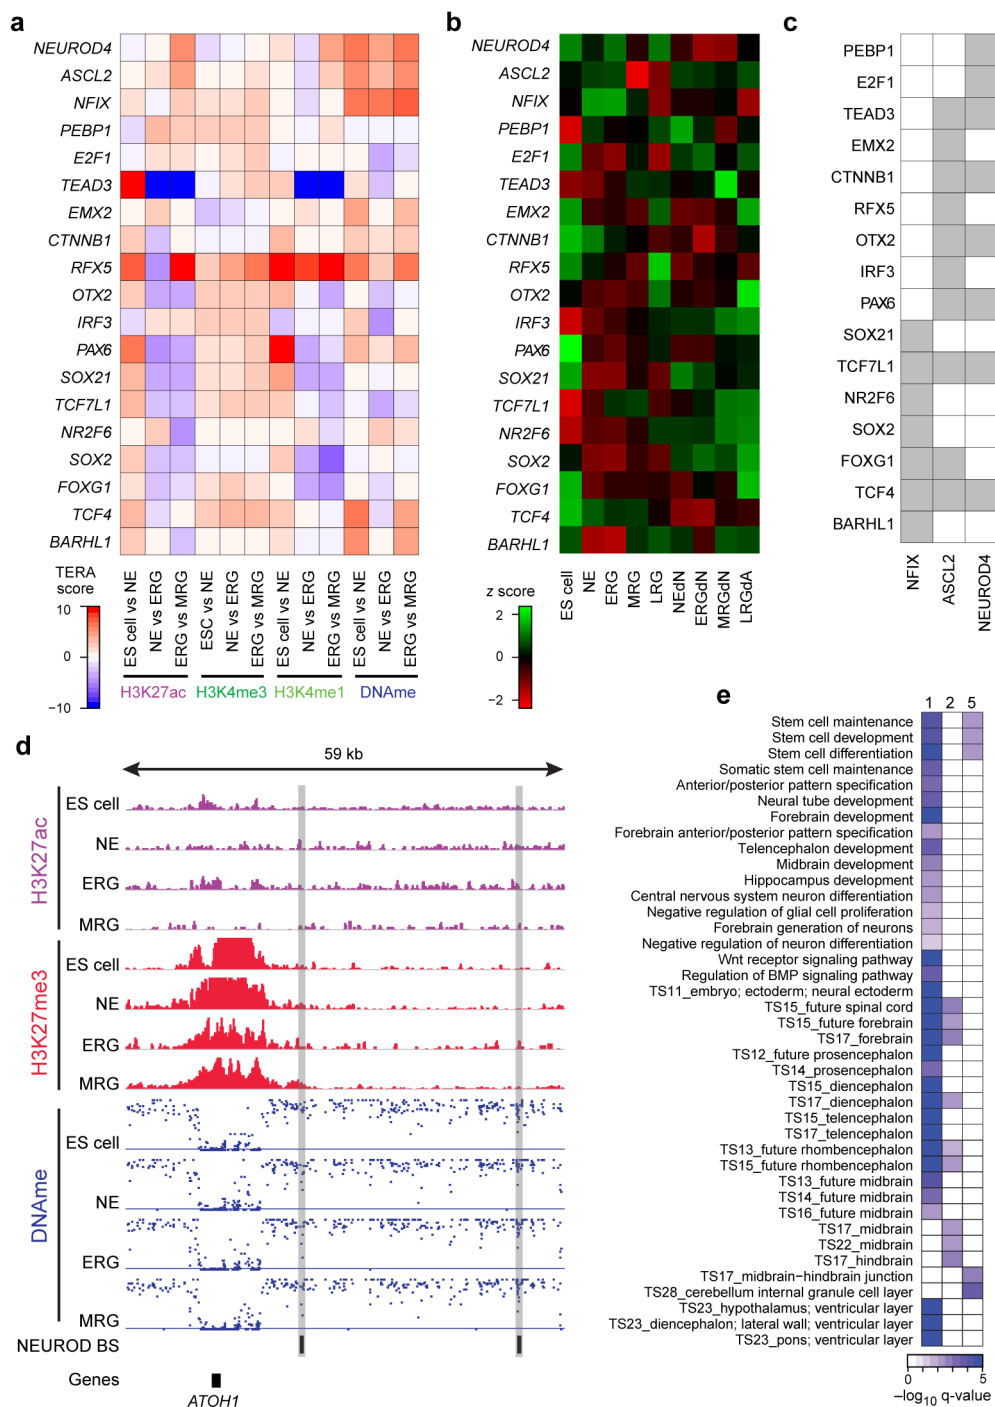 a
NEUROD4
ASCL2
NFIX
PEBP1
E2F1
TEAD3
EMX2
CTNNB1
RFX5
OTX2
IRF3
PAX6
SOX21
TCF7L1
NR2F6
SOX2
FOXG1
TCF4
BARHL1
TERA
score
10
0
−10
ES cell vs NE
NE vs ERG
ERG vs MRG
ESC vs NE
NE vs ERG
ERG vs MRG
ES cell vs NE
NE vs ERG
ERG vs MRG
ES cell vs NE
NE vs ERG
ERG vs MRG
H3K27ac
H3K4me3
H3K4me1
DNAme
b
NEUROD4
ASCL2
NFIX
PEBP1
E2F1
TEAD3
EMX2
CTNNB1
RFX5
OTX2
IRF3
PAX6
SOX21
TCF7L1
NR2F6
SOX2
FOXG1
TCF4
BARHL1
z score
2
0
−2
ES cell
NE
ERG
MRG
LRG
NEdN
ERGdN
MRGdN
LRGdA
c
PEBP1
E2F1
TEAD3
EMX2
CTNNB1
RFX5
OTX2
IRF3
PAX6
SOX21
TCF7L1
NR2F6
SOX2
FOXG1
TCF4
BARHL1
NFIX
ASCL2
NEUROD4
d
59 kb
H3K27ac
ES cell
NE
ERG
MRG
H3K27me3
ES cell
NE
ERG
MRG
DNAme
ES cell
NE
ERG
MRG
NEUROD BS
Genes
ATOH1
e
1 2 5
Stem cell maintenance
Stem cell development
Stem cell differentiation
Somatic stem cell maintenance
Anterior/posterior pattern specification
Neural tube development
Forebrain development
Forebrain anterior/posterior pattern specification
Telencephalon development
Midbrain development
Hippocampus development
Central nervous system neuron differentiation
Negative regulation of glial cell proliferation
Forebrain generation of neurons
Negative regulation of neuron differentiation
Wnt receptor signaling pathway
Regulation of BMP signaling pathway
TS11_embryo; ectoderm; neural ectoderm
TS15_future spinal cord
TS15_future forebrain
TS17_forebrain
TS12_future prosencephalon
TS14_prosencephalon
TS15_diencephalon
TS17_diencephalon
TS15_telencephalon
TS17_telencephalon
TS13_future rhombencephalon
TS15_future rhombencephalon
TS13_future midbrain
TS14_future midbrain
TS16_future midbrain
TS17_midbrain
TS22_midbrain
TS17_hindbrain
TS17_midbrain−hindbrain junction
TS28_cerebellum internal granule cell layer
TS23_hypothalamus; ventricular layer
TS23_diencephalon; lateral wall; ventricular layer
TS23_pons; ventricular layer
0 5
−log10 q-value